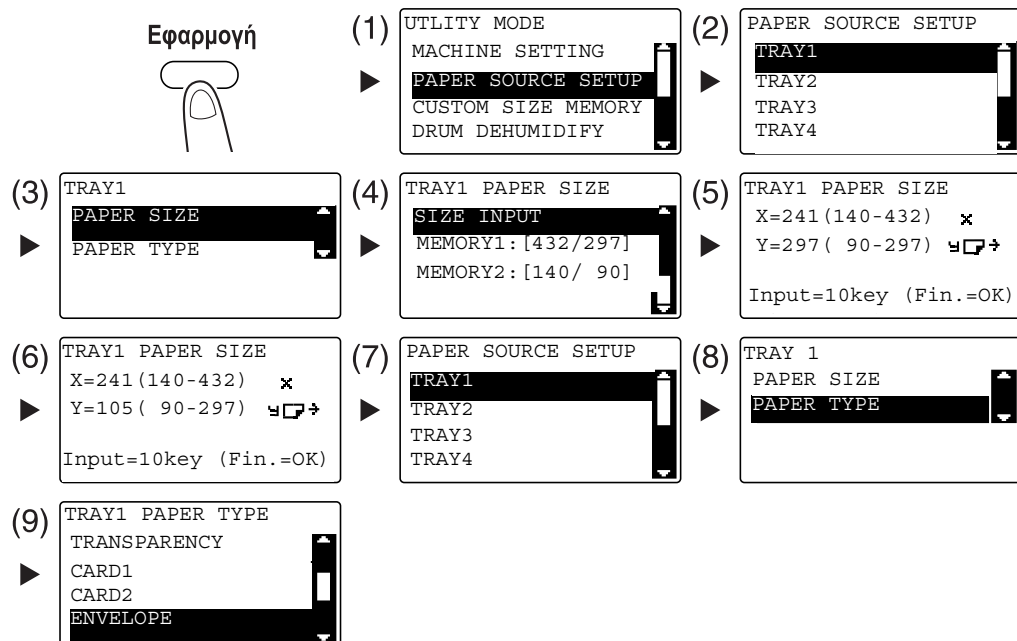 Εφαρμογή
(1)
UTLITY MODE
MACHINE SETTING
PAPER SOURCE SETUP
CUSTOM SIZE MEMORY
DRUM DEHUMIDIFY
(2)
PAPER SOURCE SETUP
TRAY1
TRAY2
TRAY3
TRAY4
(3)
TRAY1
PAPER SIZE
PAPER TYPE
(4)
TRAY1 PAPER SIZE
SIZE INPUT
MEMORY1:[432/297]
MEMORY2:[140/ 90]
(5)
TRAY1 PAPER SIZE
X=241(140-432) x
Y=297( 90-297) y
Input=10key (Fin.=OK)
(6)
TRAY1 PAPER SIZE
X=241(140-432) x
Y=105( 90-297) y
Input=10key (Fin.=OK)
(7)
PAPER SOURCE SETUP
TRAY1
TRAY2
TRAY3
TRAY4
(8)
TRAY 1
PAPER SIZE
PAPER TYPE
(9)
TRAY1 PAPER TYPE
TRANSPARENCY
CARD1
CARD2
ENVELOPE